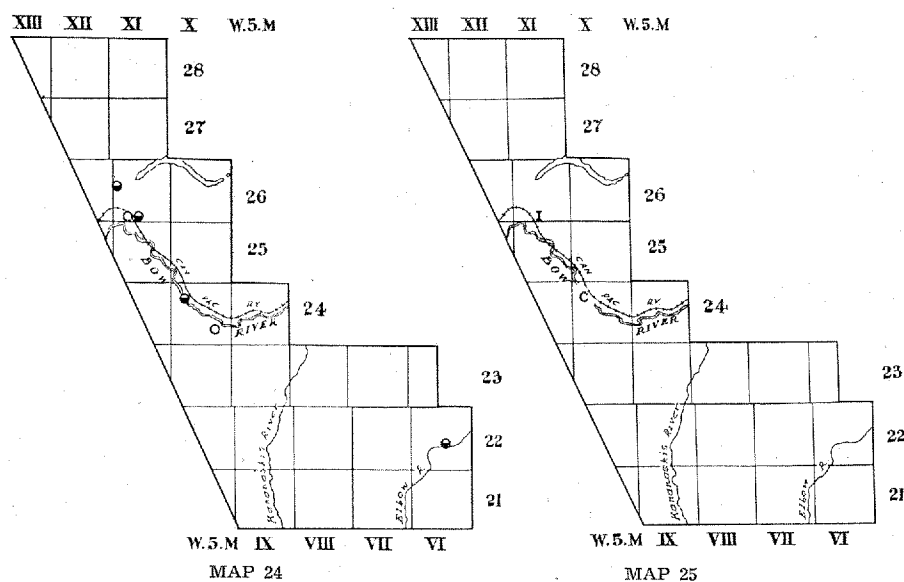 XIII XII XI X W.5.M
28
27
26
25
24
23
22
21
BOW
CAN
PAC RY
RIVER
Kananaskis River
Elbow R
W.5.M IX VIII VII VI
MAP 24
XIII XII XI X W.5.M
28
27
26
25
24
23
22
21
I
BOW
CAN
C
PAC RY
RIVER
Kananaskis River
Elbow R
W.5.M IX VIII VII VI
MAP 25